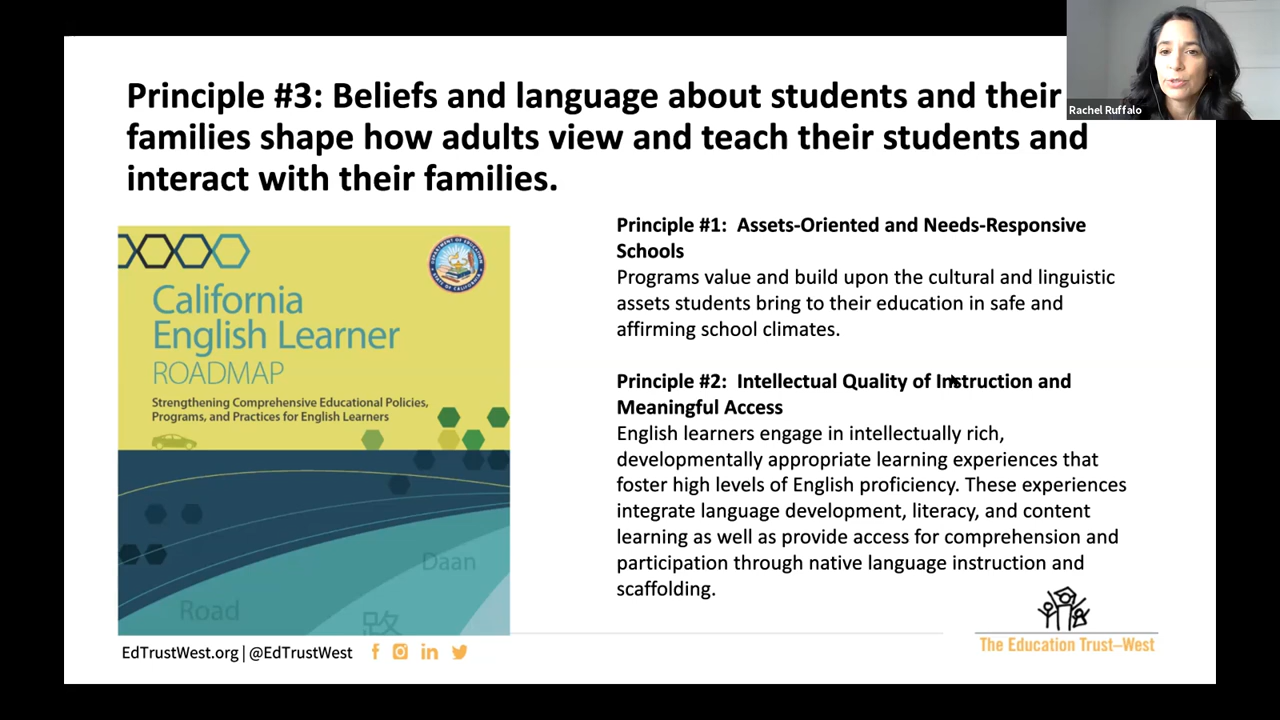 Principle #3: Beliefs and language about students and their
families shape how adults view and teach their students and
interact with their families.
Rachel Ruffalo
California
English Learner
ROADMAP
Strengthening Comprehensive Educational Policies,
Programs, and Practices for English Learners
Daan
Road
路
Principle #1:  Assets-Oriented and Needs-Responsive
Schools
Programs value and build upon the cultural and linguistic
assets students bring to their education in safe and
affirming school climates.
Principle #2:  Intellectual Quality of Instruction and
Meaningful Access
English learners engage in intellectually rich,
developmentally appropriate learning experiences that
foster high levels of English proficiency. These experiences
integrate language development, literacy, and content
learning as well as provide access for comprehension and
participation through native language instruction and
scaffolding.
EdTrustWest.org | @EdTrustWest
The Education Trust–West